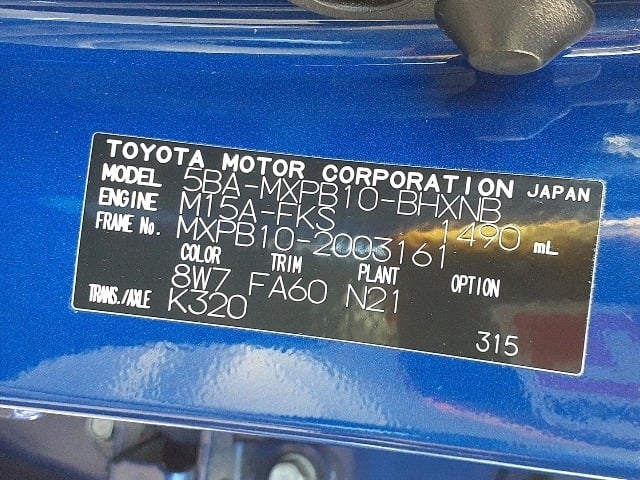 TOYOTA MOTOR CORPORATION JAPAN
MODEL 5BA-MXPB10-BHXNB
ENGINE M15A-FKS 1490 mL
FRAME No. MXPB10-2003161
COLOR TRIM PLANT OPTION
8W7 FA60 N21
TRANS./AXLE K320
315